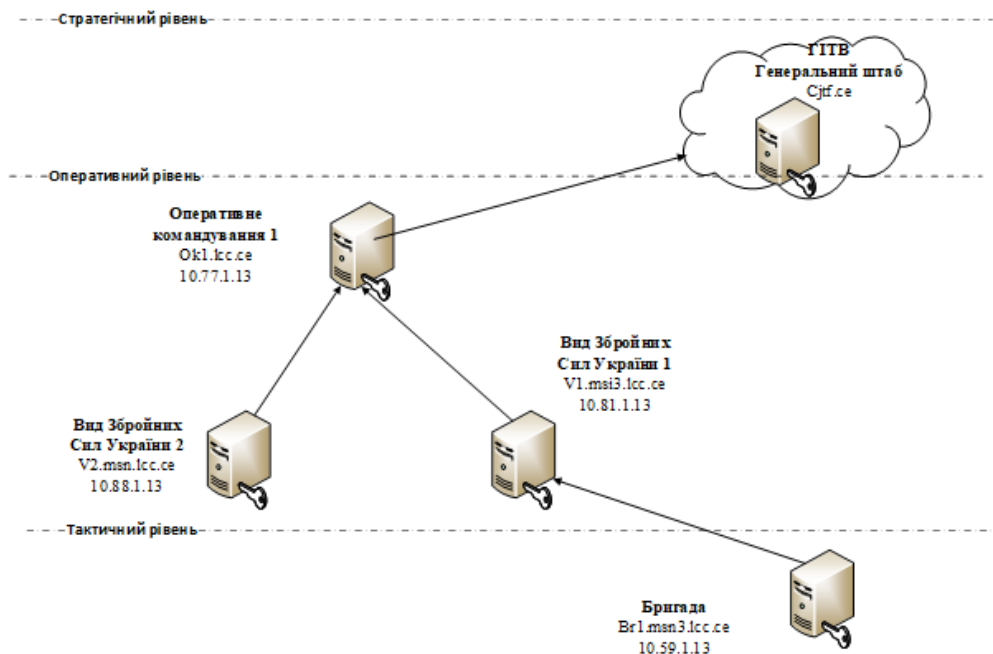 Стратегічний рівень
ГІТВ
Генеральний штаб
Cjtf.ce
Оперативний рівень
Оперативне
командування 1
Ok1.lcc.ce
10.77.1.13
Вид Збройних
Сил України 1
V1.msi3.lcc.ce
10.81.1.13
Вид Збройних
Сил України 2
V2.msn.lcc.ce
10.88.1.13
Тактичний рівень
Бригада
Br1.msn3.lcc.ce
10.59.1.13